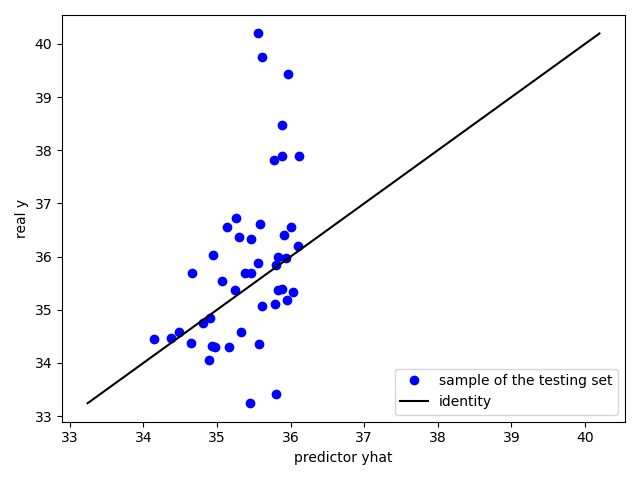 40
39
38
37
36
35
34
33
real y
33 34 35 36 37 38 39 40
predictor yhat
sample of the testing set
identity